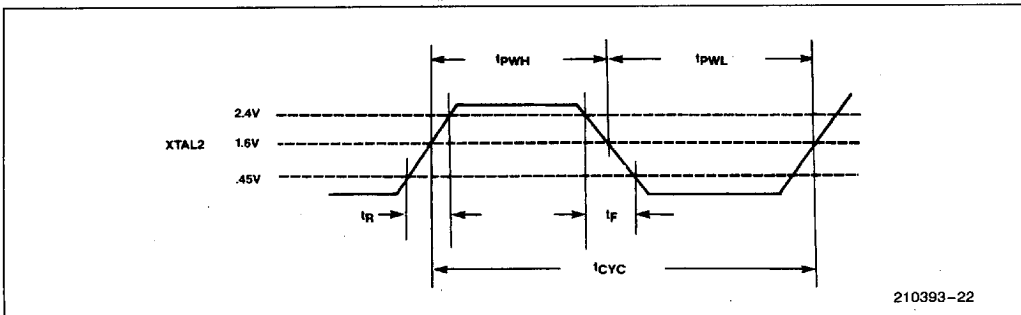 tPWH
tPWL
2.4V
XTAL2
1.6V
.45V
tR
tF
tCYC
210393-22